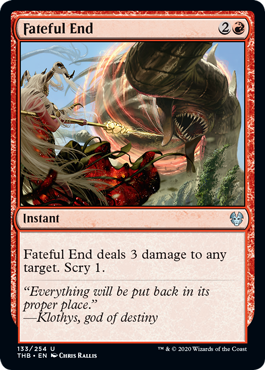 Fateful End
2
Instant
Fateful End deals 3 damage to any
target. Scry 1.
“Everything will be put back in its
proper place.”
—Klothys, god of destiny
133/254 U
THB • EN Chris Rallis
™ & © 2020 Wizards of the Coast